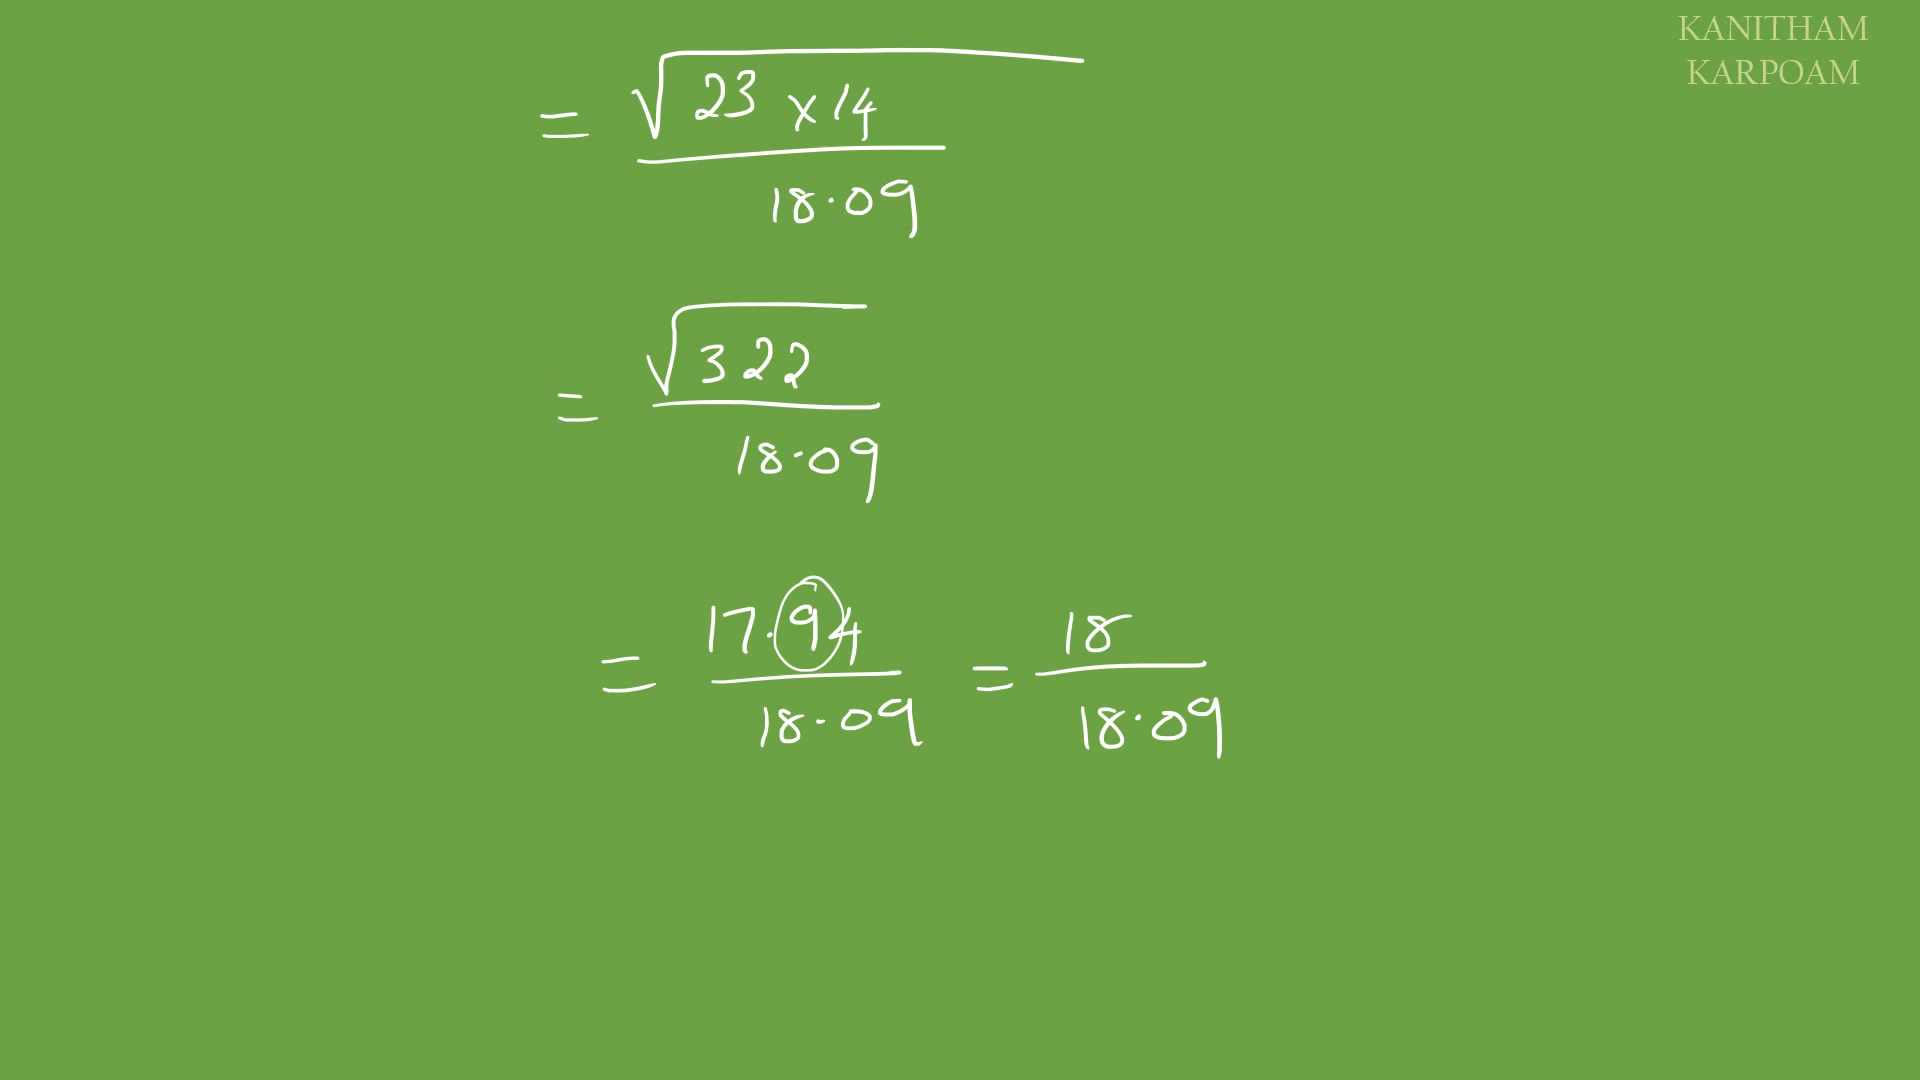 KANITHAM
KARPOAM
= √23 × 14
18.09
= √322
18.09
= 17.94 = 18
18.09 18.09